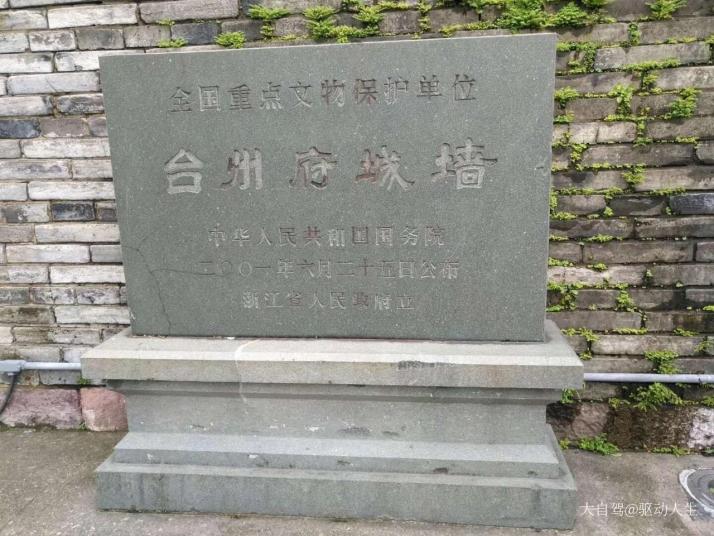 全国重点文物保护单位
台州府城墙
中华人民共和国国务院
二〇〇一年六月二十五日公布
浙江省人民政府立
大自驾@驱动人生